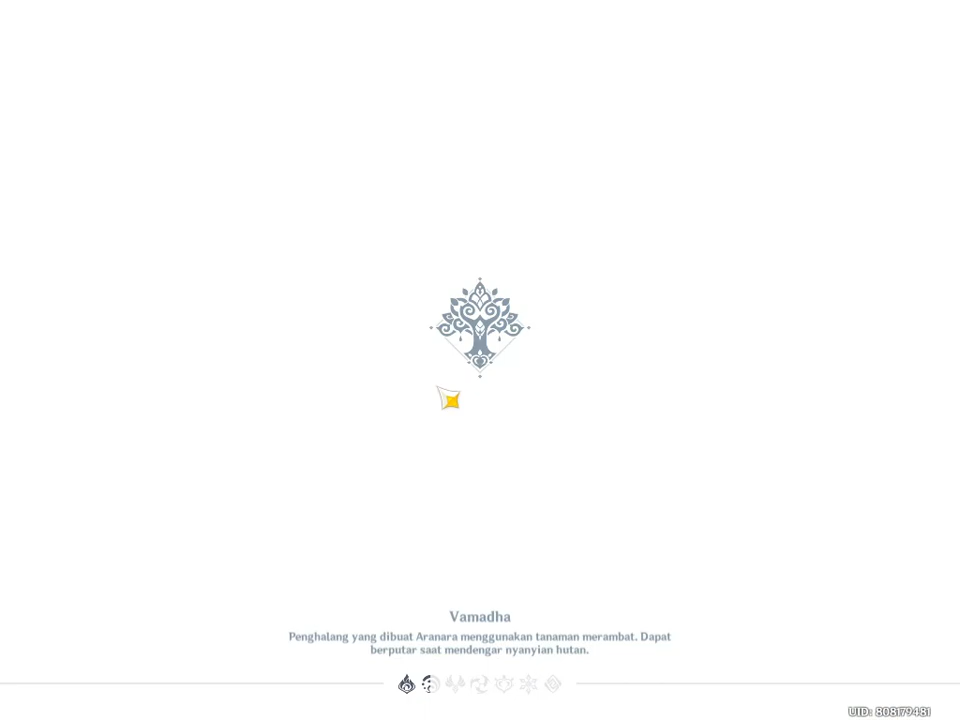 Vamadha
Penghalang yang dibuat Aranara menggunakan tanaman merambat. Dapat
berputar saat mendengar nyanyian hutan.
UID: 808179481